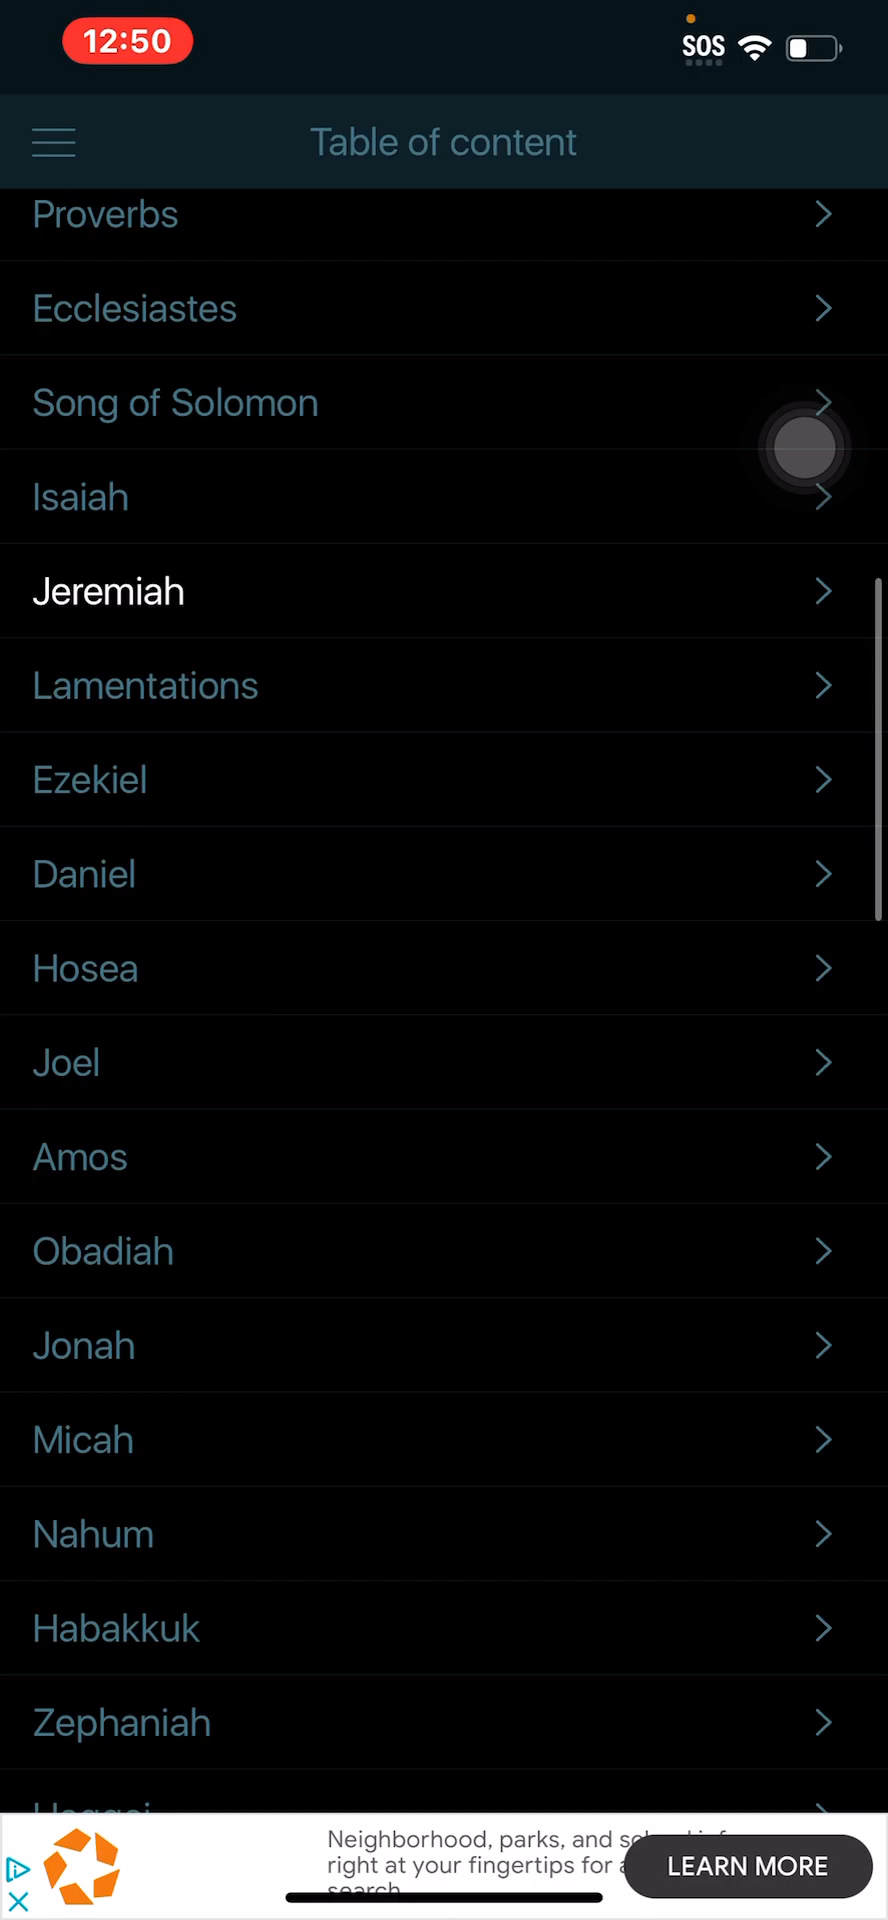 12:50
SOS
Table of content
Proverbs
Ecclesiastes
Song of Solomon
Isaiah
Jeremiah
Lamentations
Ezekiel
Daniel
Hosea
Joel
Amos
Obadiah
Jonah
Micah
Nahum
Habakkuk
Zephaniah
Neighborhood, parks, and
right at your fingertips for
search
LEARN MORE